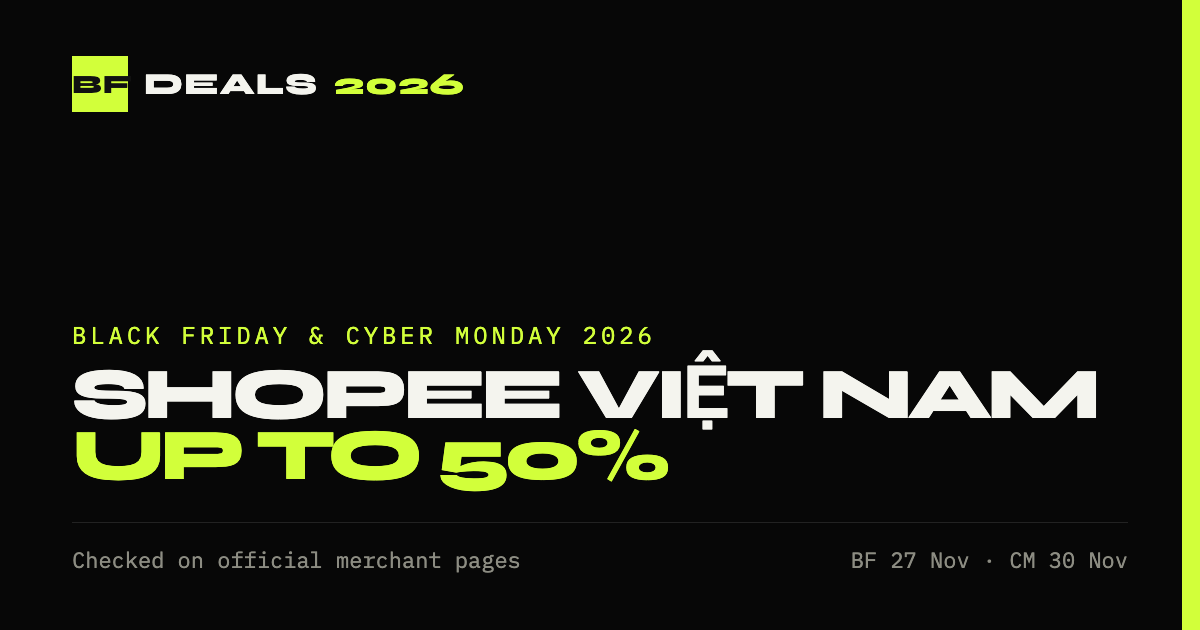 BF DEALS 2026
BLACK FRIDAY & CYBER MONDAY 2026
SHOPEE VIỆT NAM
UP TO 50%
Checked on official merchant pages
BF 27 Nov · CM 30 Nov